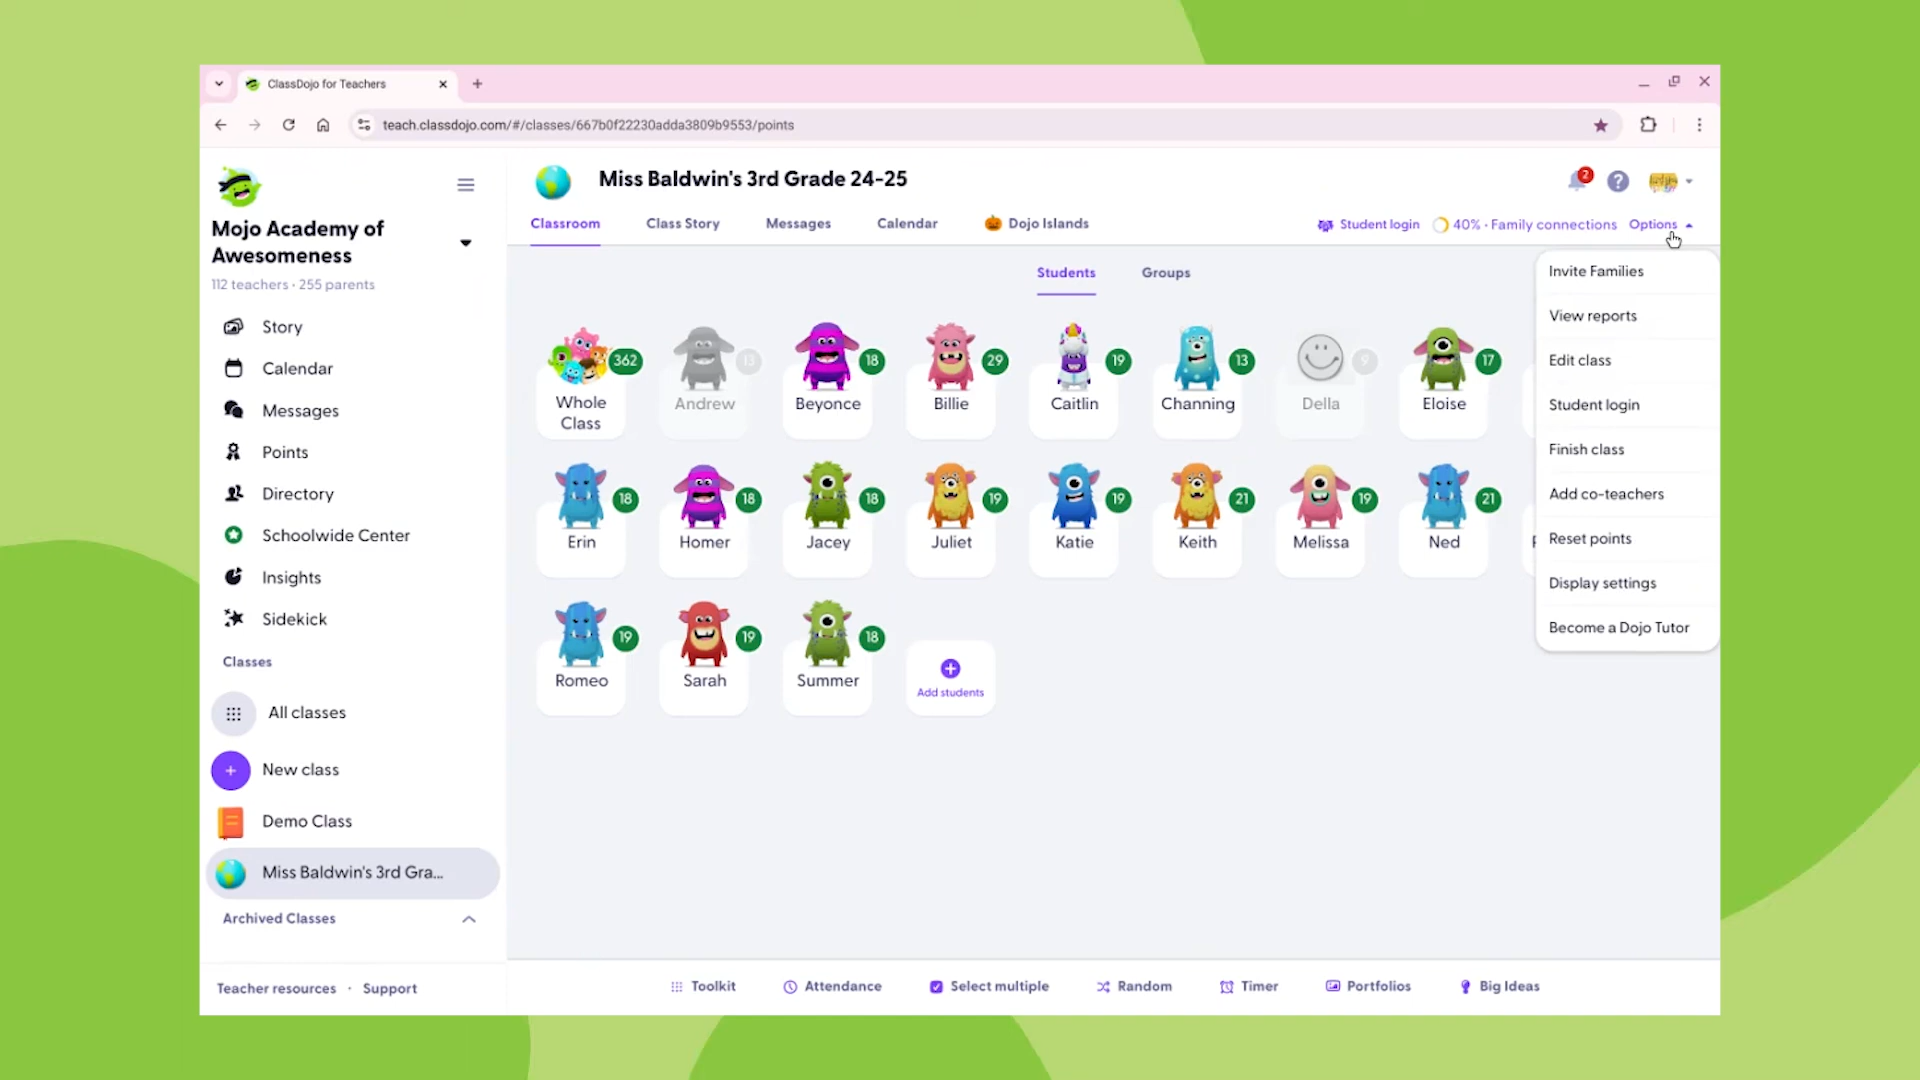 ClassDojo for Teachers
teach.classdojo.com/#/classes/667b0f22230adda3809b9553/points
Mojo Academy of
Awesomeness
112 teachers · 255 parents
Story
Calendar
Messages
Points
Directory
Schoolwide Center
Insights
Sidekick
Classes
All classes
New class
Demo Class
Miss Baldwin's 3rd Gra...
Archived Classes
Teacher resources · Support
Miss Baldwin's 3rd Grade 24-25
2
?
Classroom Class Story Messages Calendar Dojo Islands
Student login 40% · Family connections Options
Students Groups
362 13 18 29 19 13 9 17
Whole
Class
Andrew Beyonce Billie Caitlin Channing Della Eloise
18 18 18 19 19 21 19 21
Erin Homer Jacey Juliet Katie Keith Melissa Ned
19 19 18
Romeo Sarah Summer
Add students
Invite Families
View reports
Edit class
Student login
Finish class
Add co-teachers
Reset points
Display settings
Become a Dojo Tutor
Toolkit Attendance Select multiple Random Timer Portfolios Big Ideas